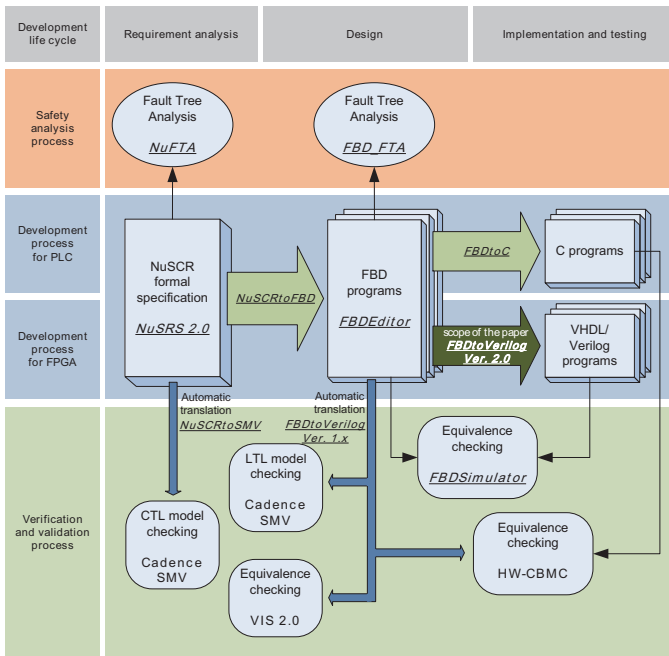 Development
life cycle
Requirement analysis
Design
Implementation and testing
Safety
analysis
process
Fault Tree
Analysis
NuFTA
Fault Tree
Analysis
FBD_FTA
Development
process
for PLC
NuSCR
formal
specification
NuSRS 2.0
NuSCRtoFBD
FBD
programs
FBDEditor
FBDtoC
C programs
Development
process
for FPGA
scope of the paper
FBDtoVerilog
Ver. 2.0
VHDL/
Verilog
programs
Automatic
translation
NuSCRtoSMV
Automatic
translation
FBDtoVerilog
Ver. 1.x
Verification
and validation
process
LTL model
checking
Cadence
SMV
Equivalence
checking
FBDSimulator
CTL model
checking
Cadence
SMV
Equivalence
checking
HW-CBMC
Equivalence
checking
VIS 2.0